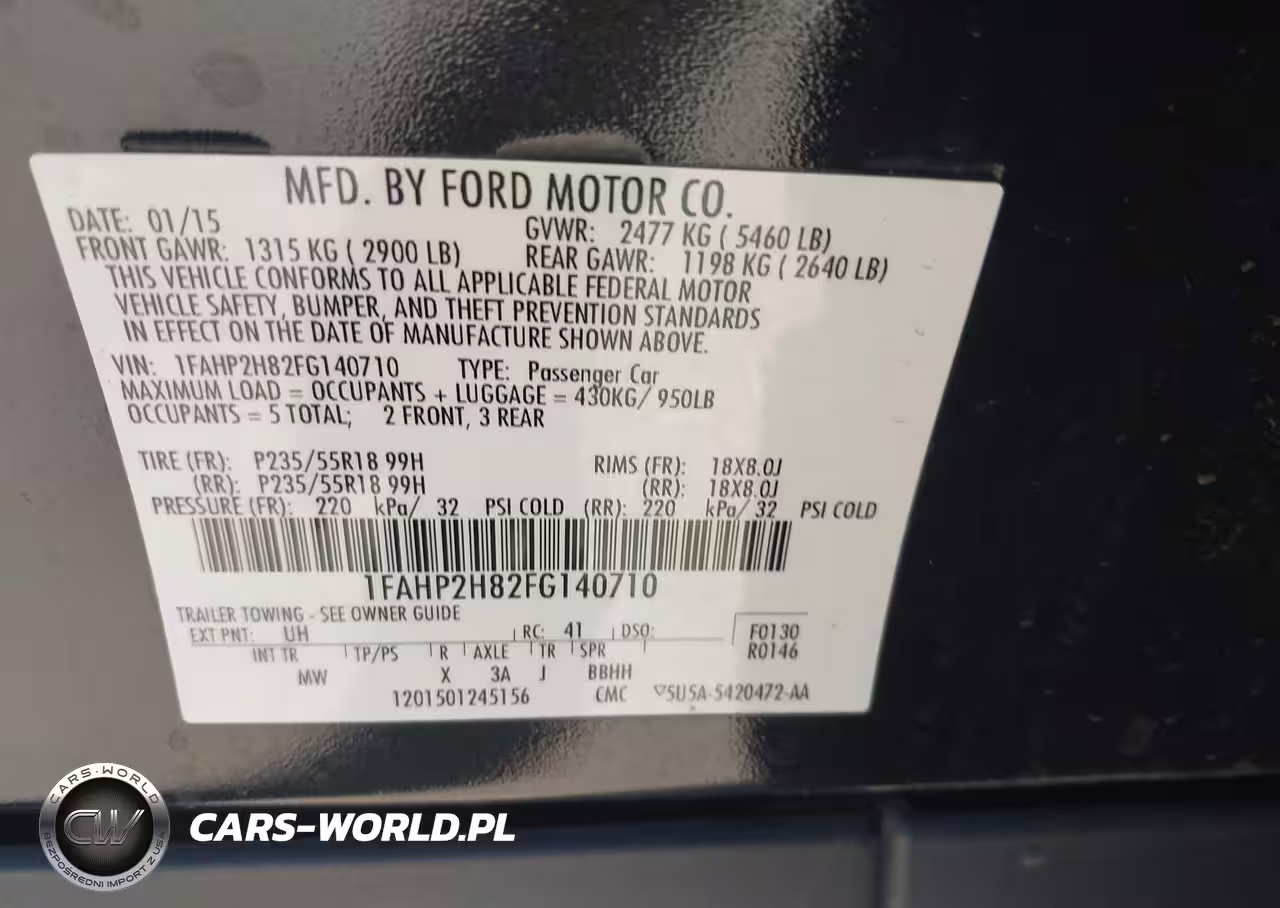 MFD. BY FORD MOTOR CO.
DATE: 01/15 GVWR: 2477 KG ( 5460 LB)
FRONT GAWR: 1315 KG ( 2900 LB) REAR GAWR: 1198 KG ( 2640 LB)
THIS VEHICLE CONFORMS TO ALL APPLICABLE FEDERAL MOTOR
VEHICLE SAFETY, BUMPER, AND THEFT PREVENTION STANDARDS
IN EFFECT ON THE DATE OF MANUFACTURE SHOWN ABOVE.
VIN: 1FAHP2H82FG140710 TYPE: Passenger Car
MAXIMUM LOAD = OCCUPANTS + LUGGAGE = 430KG/ 950LB
OCCUPANTS = 5 TOTAL; 2 FRONT, 3 REAR
TIRE (FR): P235/55R18 99H RIMS (FR): 18X8.0J
(RR): P235/55R18 99H (RR): 18X8.0J
PRESSURE (FR): 220 kPa/ 32 PSI COLD (RR): 220 kPa/ 32 PSI COLD
1FAHP2H82FG140710
TRAILER TOWING - SEE OWNER GUIDE
EXT PNT: UH RC: 41 DSO: F0130
INT TR TP/PS R AXLE TR SPR R0146
MW X 3A J BBHH
1201501245156 CMC ▽5U5A-5420472-AA
CARS-WORLD
CW
BEZPOŚREDNI IMPORT Z USA
CARS-WORLD.PL